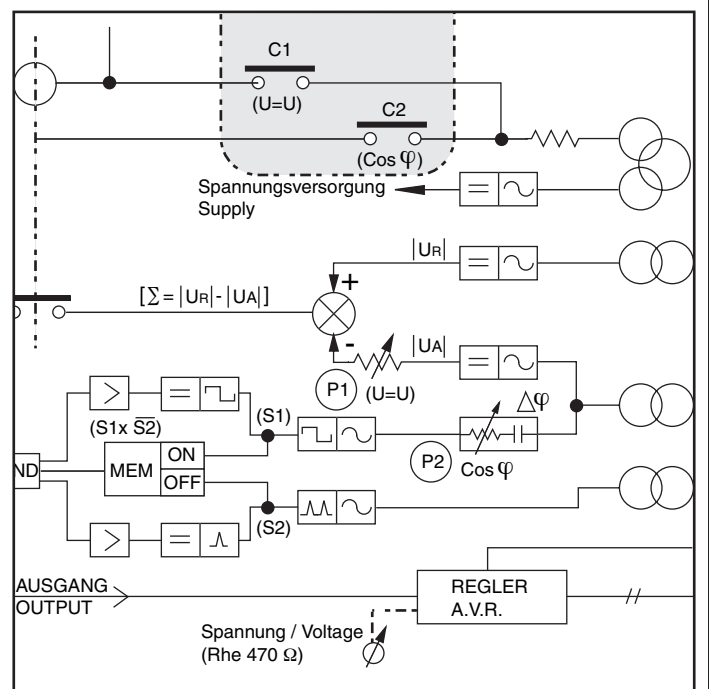 C1
(U=U)
C2
(Cos φ)
Spannungsversorgung
Supply
|UR|
+
[Σ = |UR| - |UA|]
-
|UA|
P1
(U=U)
Δφ
(S1)
(S1x S̅2̅)
P2
Cos φ
ON
MEM
OFF
ND
(S2)
AUSGANG
OUTPUT
REGLER
A.V.R.
Spannung / Voltage
(Rhe 470 Ω)